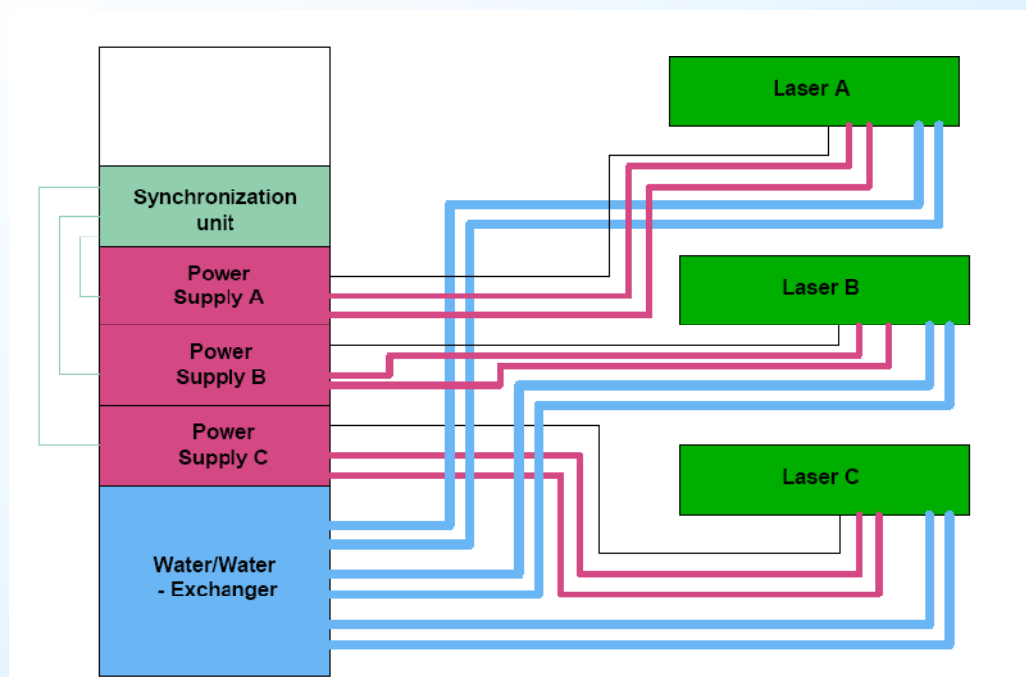 Laser A
Synchronization
unit
Power
Supply A
Laser B
Power
Supply B
Power
Supply C
Laser C
Water/Water
- Exchanger